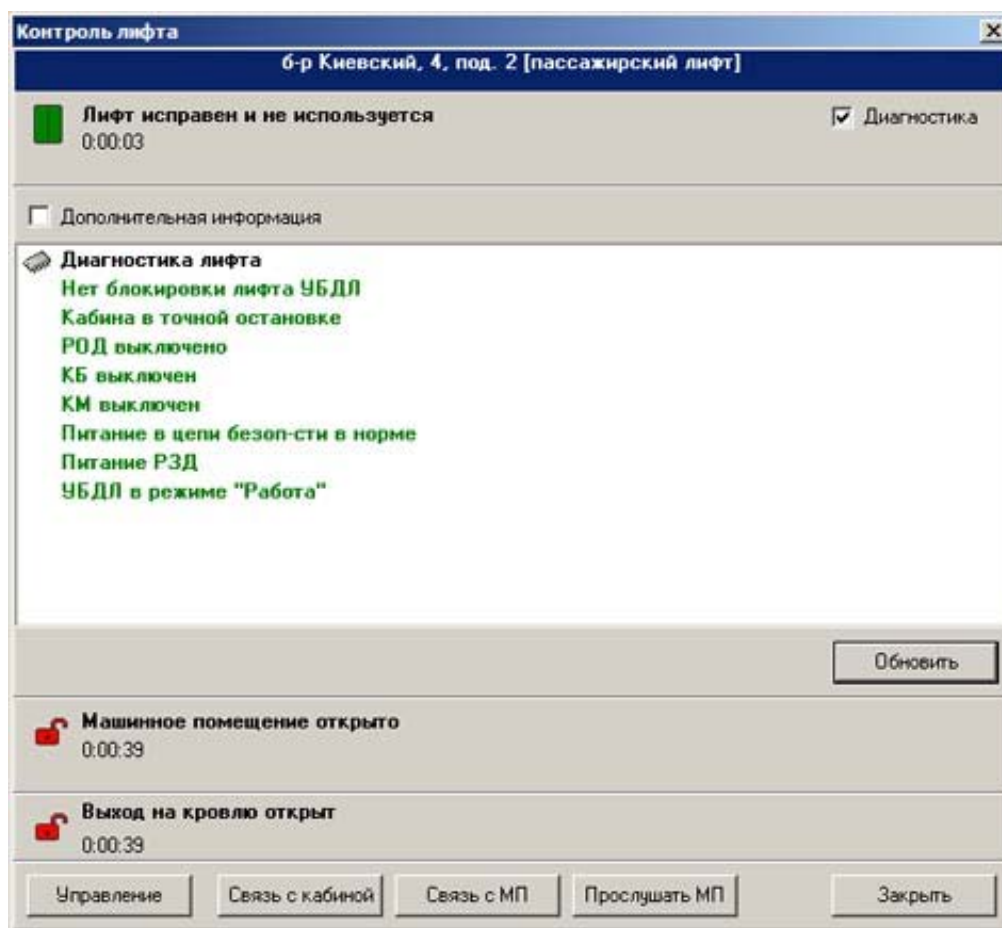 Контроль лифта
б-р Киевский, 4, под. 2 [пассажирский лифт]
Лифт исправен и не используется
Диагностика
0:00:03
Дополнительная информация
Диагностика лифта
Нет блокировки лифта УБДЛ
Кабина в точной остановке
РОД выключено
КБ выключен
КМ выключен
Питание в цепи безоп-сти в норме
Питание РЗД
УБДЛ в режиме "Работа"
Обновить
Машинное помещение открыто
0:00:39
Выход на кровлю открыт
0:00:39
Управление Связь с кабиной Связь с МП Прослушать МП Закрыть